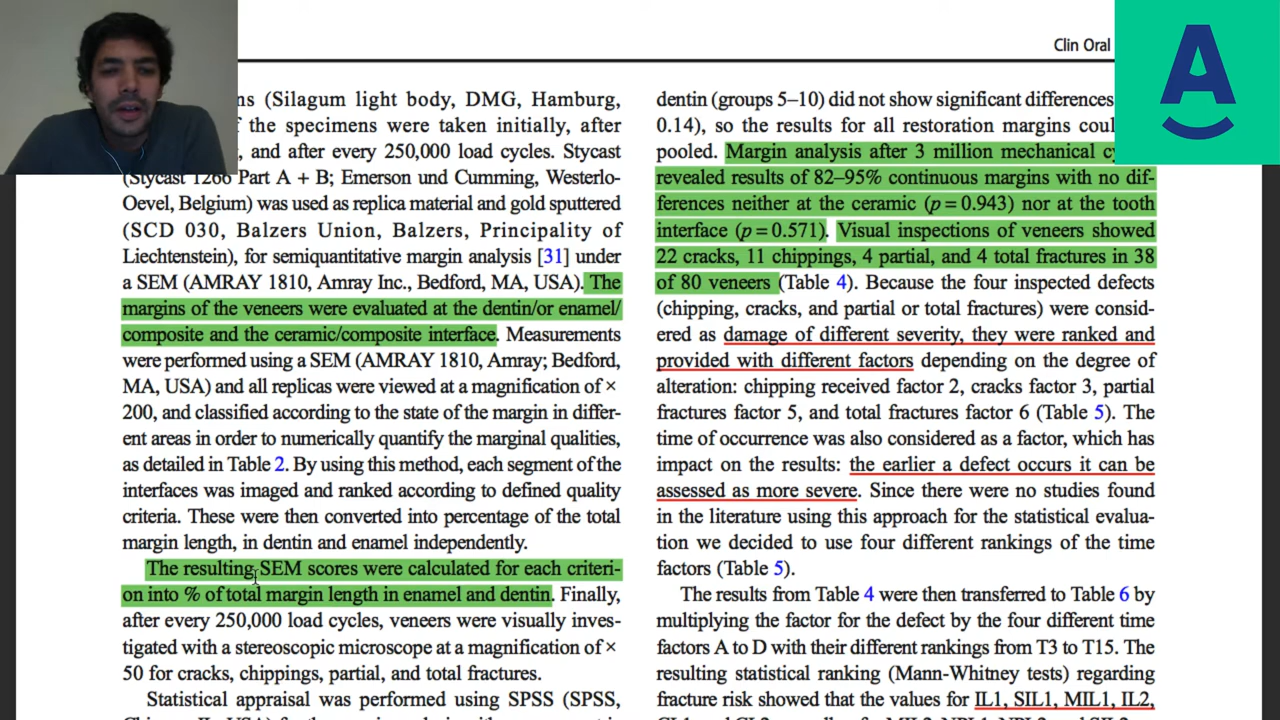 Clin Oral
A
ns (Silagum light body, DMG, Hamburg,
f the specimens were taken initially, after
, and after every 250,000 load cycles. Stycast
(Stycast 1266 Part A + B; Emerson und Cumming, Westerlo-
Oevel, Belgium) was used as replica material and gold sputtered
(SCD 030, Balzers Union, Balzers, Principality of
Liechtenstein), for semiquantitative margin analysis [31] under
a SEM (AMRAY 1810, Amray Inc., Bedford, MA, USA). The
margins of the veneers were evaluated at the dentin/or enamel/
composite and the ceramic/composite interface. Measurements
were performed using a SEM (AMRAY 1810, Amray; Bedford,
MA, USA) and all replicas were viewed at a magnification of ×
200, and classified according to the state of the margin in differ-
ent areas in order to numerically quantify the marginal qualities,
as detailed in Table 2. By using this method, each segment of the
interfaces was imaged and ranked according to defined quality
criteria. These were then converted into percentage of the total
margin length, in dentin and enamel independently.
The resulting SEM scores were calculated for each criteri-
on into % of total margin length in enamel and dentin. Finally,
after every 250,000 load cycles, veneers were visually inves-
tigated with a stereoscopic microscope at a magnification of ×
50 for cracks, chippings, partial, and total fractures.
Statistical appraisal was performed using SPSS (SPSS,
dentin (groups 5–10) did not show significant differences
0.14), so the results for all restoration margins coul
pooled. Margin analysis after 3 million mechanical cy
revealed results of 82–95% continuous margins with no dif-
ferences neither at the ceramic (p = 0.943) nor at the tooth
interface (p = 0.571). Visual inspections of veneers showed
22 cracks, 11 chippings, 4 partial, and 4 total fractures in 38
of 80 veneers (Table 4). Because the four inspected defects
(chipping, cracks, and partial or total fractures) were consid-
ered as damage of different severity, they were ranked and
provided with different factors depending on the degree of
alteration: chipping received factor 2, cracks factor 3, partial
fractures factor 5, and total fractures factor 6 (Table 5). The
time of occurrence was also considered as a factor, which has
impact on the results: the earlier a defect occurs it can be
assessed as more severe. Since there were no studies found
in the literature using this approach for the statistical evalua-
tion we decided to use four different rankings of the time
factors (Table 5).
The results from Table 4 were then transferred to Table 6 by
multiplying the factor for the defect by the four different time
factors A to D with their different rankings from T3 to T15. The
resulting statistical ranking (Mann-Whitney tests) regarding
fracture risk showed that the values for IL1, SIL1, MIL1, IL2,